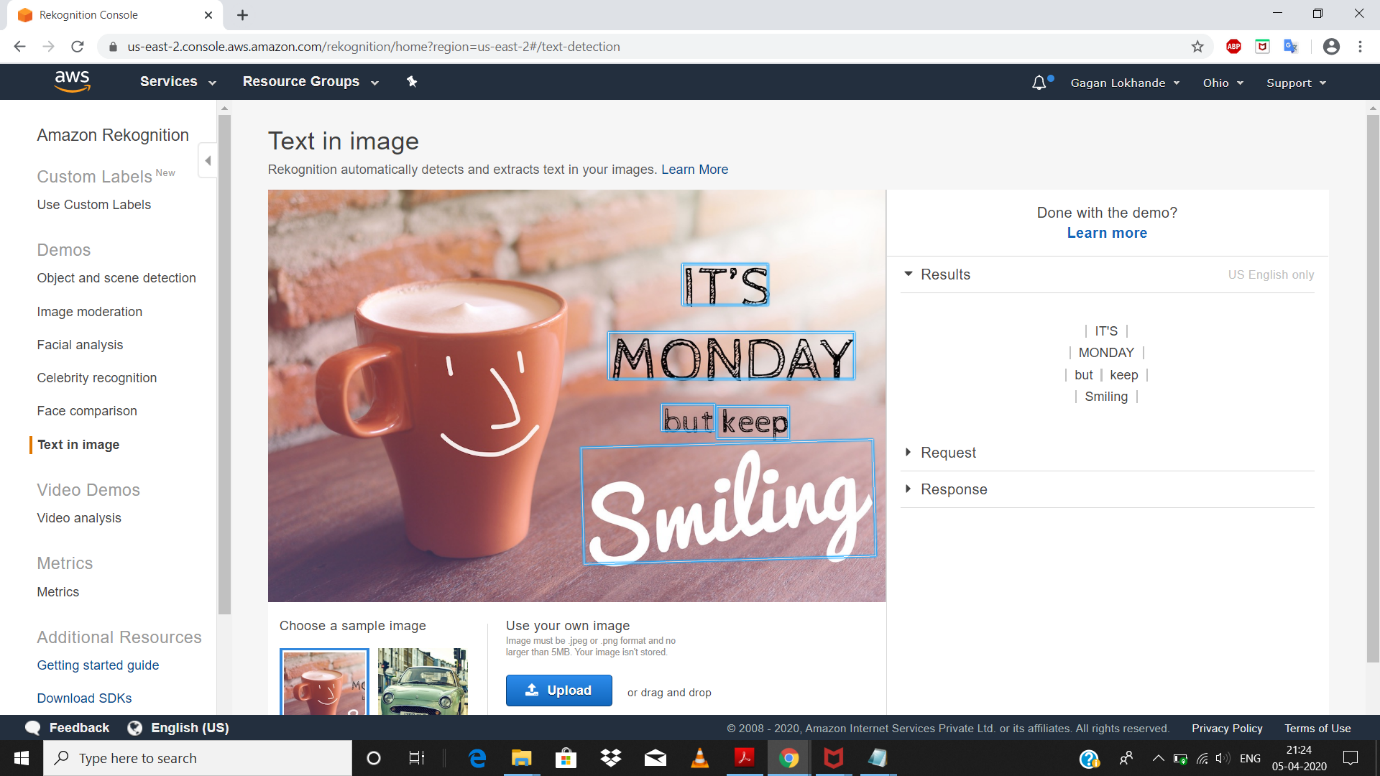 Rekognition Console
us-east-2.console.aws.amazon.com/rekognition/home?region=us-east-2#/text-detection
ABP
aws Services Resource Groups Gagan Lokhande Ohio Support
Amazon Rekognition
Custom Labels New
Use Custom Labels
Demos
Object and scene detection
Image moderation
Facial analysis
Celebrity recognition
Face comparison
Text in image
Video Demos
Video analysis
Metrics
Metrics
Additional Resources
Getting started guide
Download SDKs
Text in image
Rekognition automatically detects and extracts text in your images. Learn More
IT'S
MONDAY
but keep
Smiling
Done with the demo?
Learn more
Results US English only
| IT'S |
| MONDAY |
| but || keep |
| Smiling |
Request
Response
Choose a sample image
Use your own image
Image must be .jpeg or .png format and no
larger than 5MB. Your image isn't stored.
Upload or drag and drop
Feedback English (US) © 2008 - 2020, Amazon Internet Services Private Ltd. or its affiliates. All rights reserved. Privacy Policy Terms of Use
Type here to search
ENG
21:24
05-04-2020